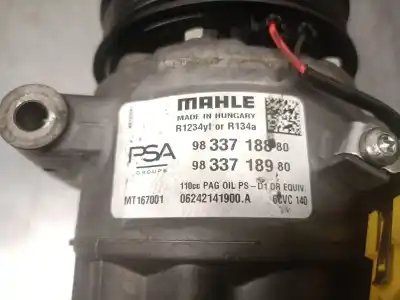 MAHLE
MADE IN HUNGARY
R1234yf or R134a
PSA
GROUPE
98 337 188 80
98 337 189 80
110cc PAG OIL PS-D1 OR EQUIV.
MT167001 06242141900.A 6CVC 140